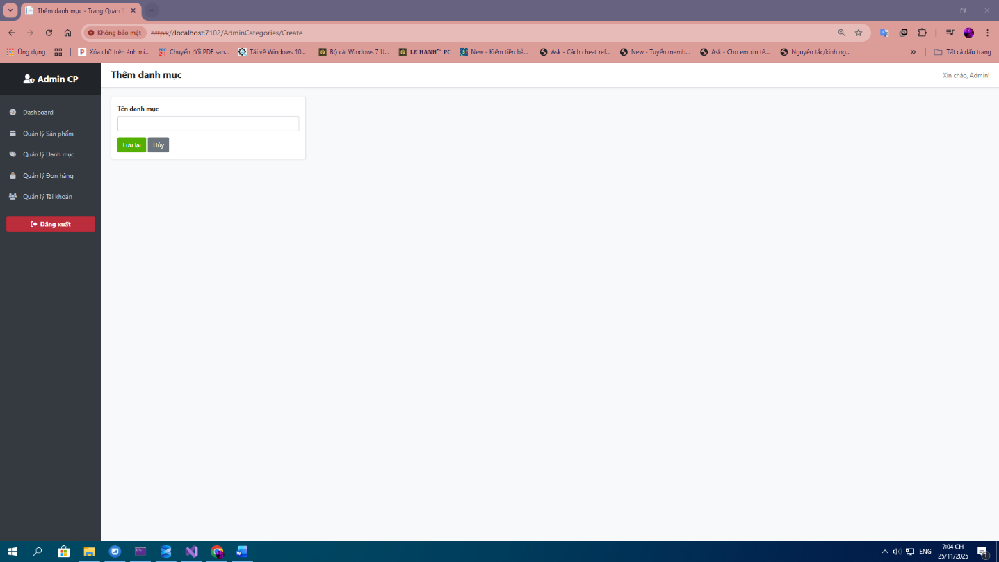 Thêm danh mục - Trang Quản T
Không bảo mật https://localhost:7102/AdminCategories/Create
Ứng dụng Xóa chữ trên ảnh mi... Chuyển đổi PDF san... Tải về Windows 10... Bộ cài Windows 7 U... LE HANH™ PC New - Kiếm tiền bằ... Ask - Cách cheat ref... New - Tuyển memb... Ask - Cho em xin tê... Nguyên tắc/kinh ng... » Tất cả dấu trang
Admin CP
Thêm danh mục
Xin chào, Admin!
Dashboard
Quản lý Sản phẩm
Quản lý Danh mục
Quản lý Đơn hàng
Quản lý Tài khoản
Đăng xuất
Tên danh mục
Lưu lại Hủy
ENG
7:04 CH
25/11/2025
1